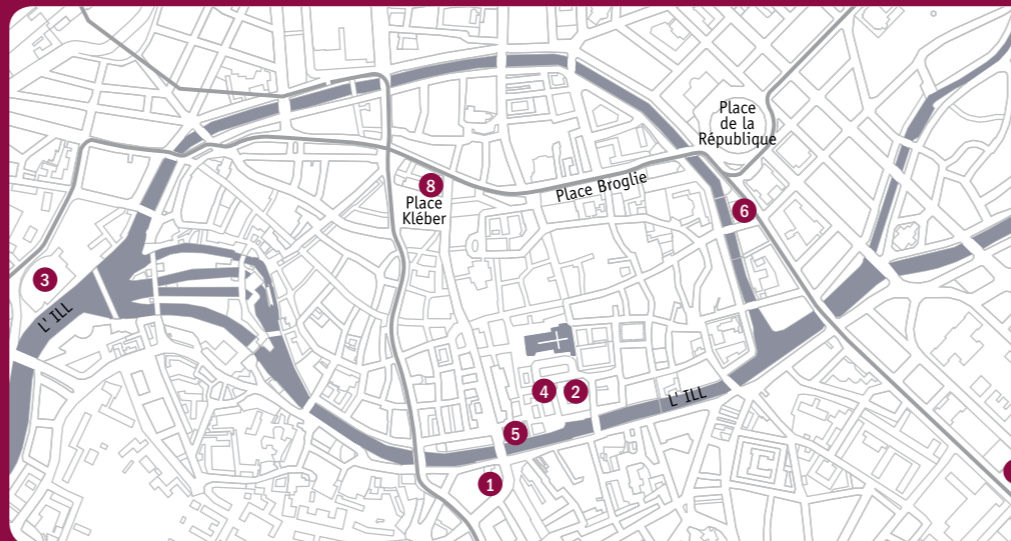 Place
de la
République
Place Broglie
8
Place
Kléber
6
3
L' ILL
4
2
L' ILL
5
1